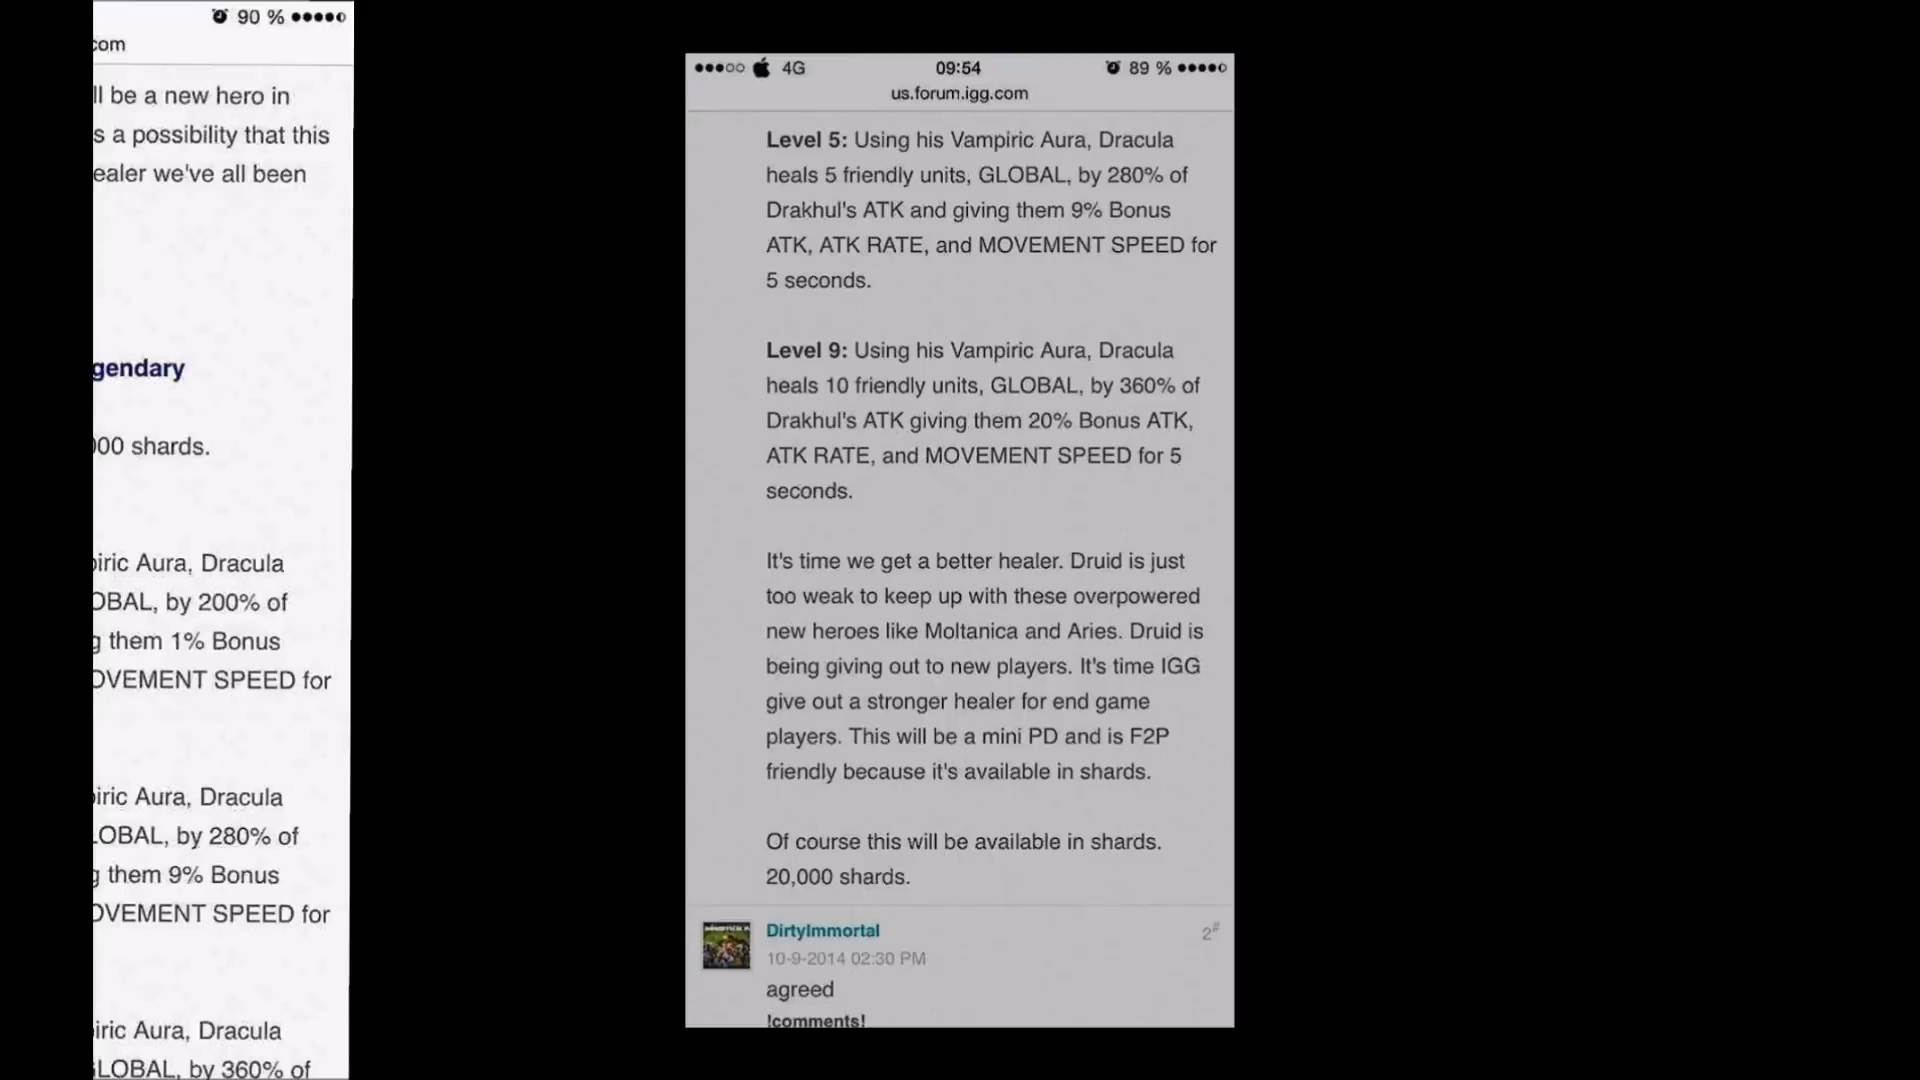 90 %
com
ll be a new hero in
s a possibility that this
ealer we've all been
gendary
000 shards.
iric Aura, Dracula
OBAL, by 200% of
g them 1% Bonus
OVEMENT SPEED for
iric Aura, Dracula
LOBAL, by 280% of
g them 9% Bonus
OVEMENT SPEED for
iric Aura, Dracula
GLOBAL, by 360% of
4G 09:54 89 %
us.forum.igg.com
Level 5: Using his Vampiric Aura, Dracula
heals 5 friendly units, GLOBAL, by 280% of
Drakhul's ATK and giving them 9% Bonus
ATK, ATK RATE, and MOVEMENT SPEED for
5 seconds.
Level 9: Using his Vampiric Aura, Dracula
heals 10 friendly units, GLOBAL, by 360% of
Drakhul's ATK giving them 20% Bonus ATK,
ATK RATE, and MOVEMENT SPEED for 5
seconds.
It's time we get a better healer. Druid is just
too weak to keep up with these overpowered
new heroes like Moltanica and Aries. Druid is
being giving out to new players. It's time IGG
give out a stronger healer for end game
players. This will be a mini PD and is F2P
friendly because it's available in shards.
Of course this will be available in shards.
20,000 shards.
DirtyImmortal 2#
10-9-2014 02:30 PM
agreed
!comments!